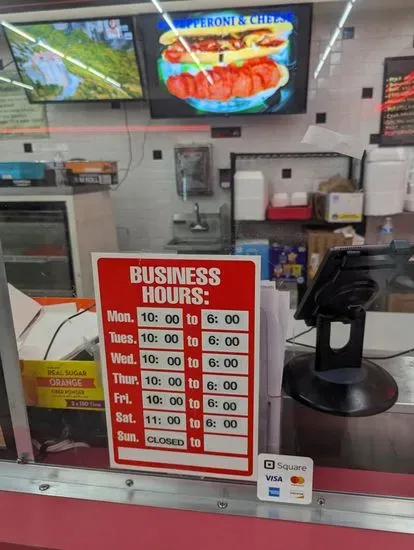 PEPPERONI & CHEESE
BUSINESS
HOURS:
Mon. 10: 00 to 6: 00
Tues. 10: 00 to 6: 00
Wed. 10: 00 to 6: 00
Thur. 10: 00 to 6: 00
Fri. 10: 00 to 6: 00
Sat. 11: 00 to 6: 00
Sun. CLOSED to
REAL SUGAR
ORANGE
Square
VISA